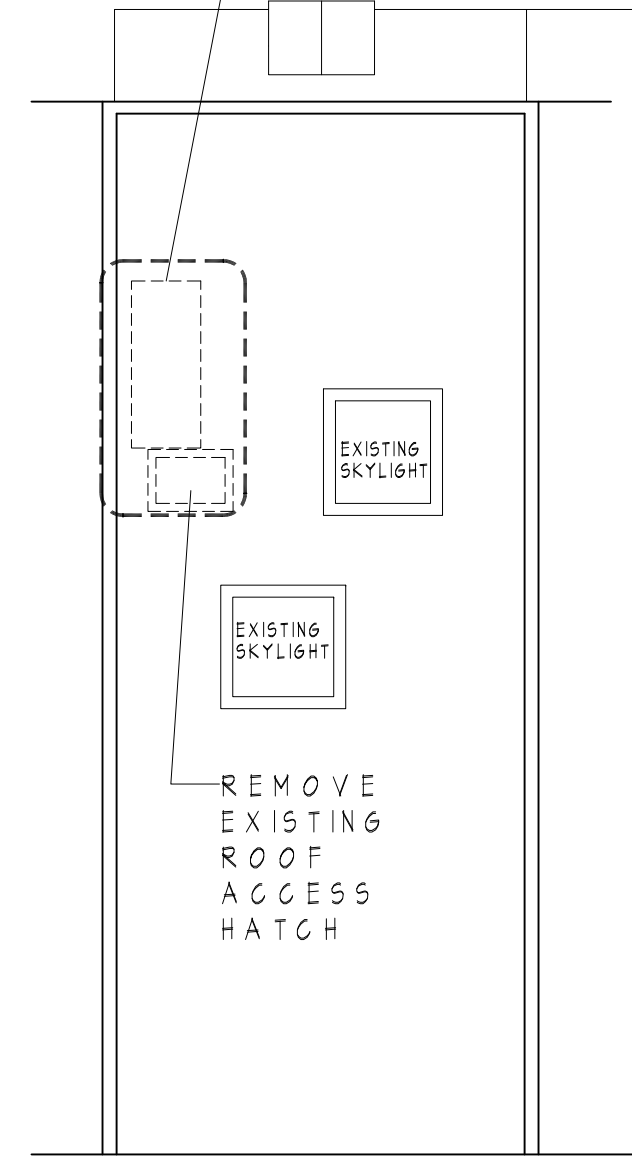 EXISTING
SKYLIGHT
EXISTING
SKYLIGHT
REMOVE
EXISTING
ROOF
ACCESS
HATCH